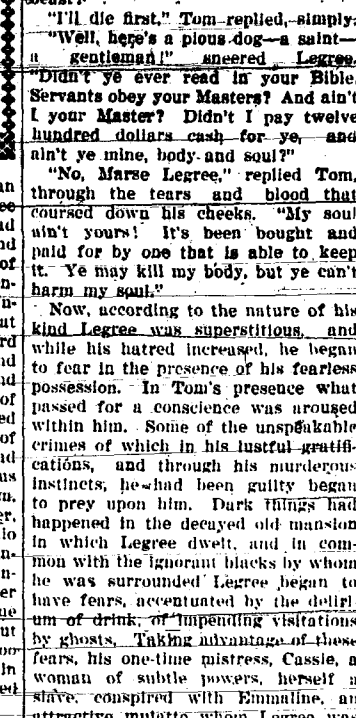 "I'll die first," Tom replied, simply.
"Well, here's a pious dog—a saint—
a gentleman!" sneered Legree.
"Didn't ye ever read in your Bible,
Servants obey your Masters? And ain't
I your Master? Didn't I pay twelve
hundred dollars cash for ye, and
ain't ye mine, body and soul?"
"No, Marse Legree," replied Tom,
through the tears and blood that
coursed down his cheeks. "My soul
ain't yours! It's been bought and
paid for by one that is able to keep
it. Ye may kill my body, but ye can't
harm my soul."
Now, according to the nature of his
kind Legree was superstitious, and
while his hatred increased, he began
to fear in the presence of his fearless
possession. In Tom's presence what
passed for a conscience was aroused
within him. Some of the unspeakable
crimes of which in his lustful gratifi-
cations, and through his murderous
instincts, he had been guilty began
to prey upon him. Dark things had
happened in the decayed old mansion
in which Legree dwelt, and in com-
mon with the ignorant blacks by whom
he was surrounded Legree began to
have fears, accentuated by the deliri-
um of drink, of impending visitations
by ghosts. Taking advantage of these
fears, his one-time mistress, Cassie, a
woman of subtle powers, herself a
slave, conspired with Emmaline, an
attractive mulatto whom Legree